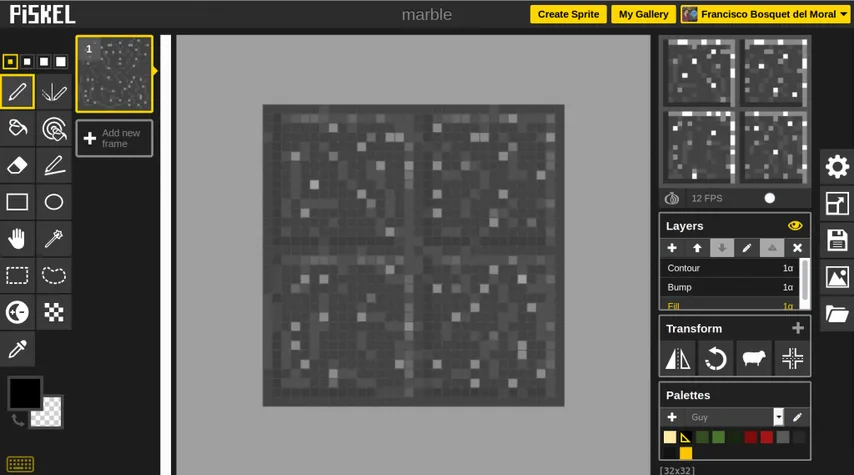 PiSKEL
marble
Create Sprite
My Gallery
Francisco Bosquet del Moral
1
Add new
frame
12 FPS
Layers
Contour
1α
Bump
1α
Fill
1α
Transform
Palettes
Guy
[32x32]